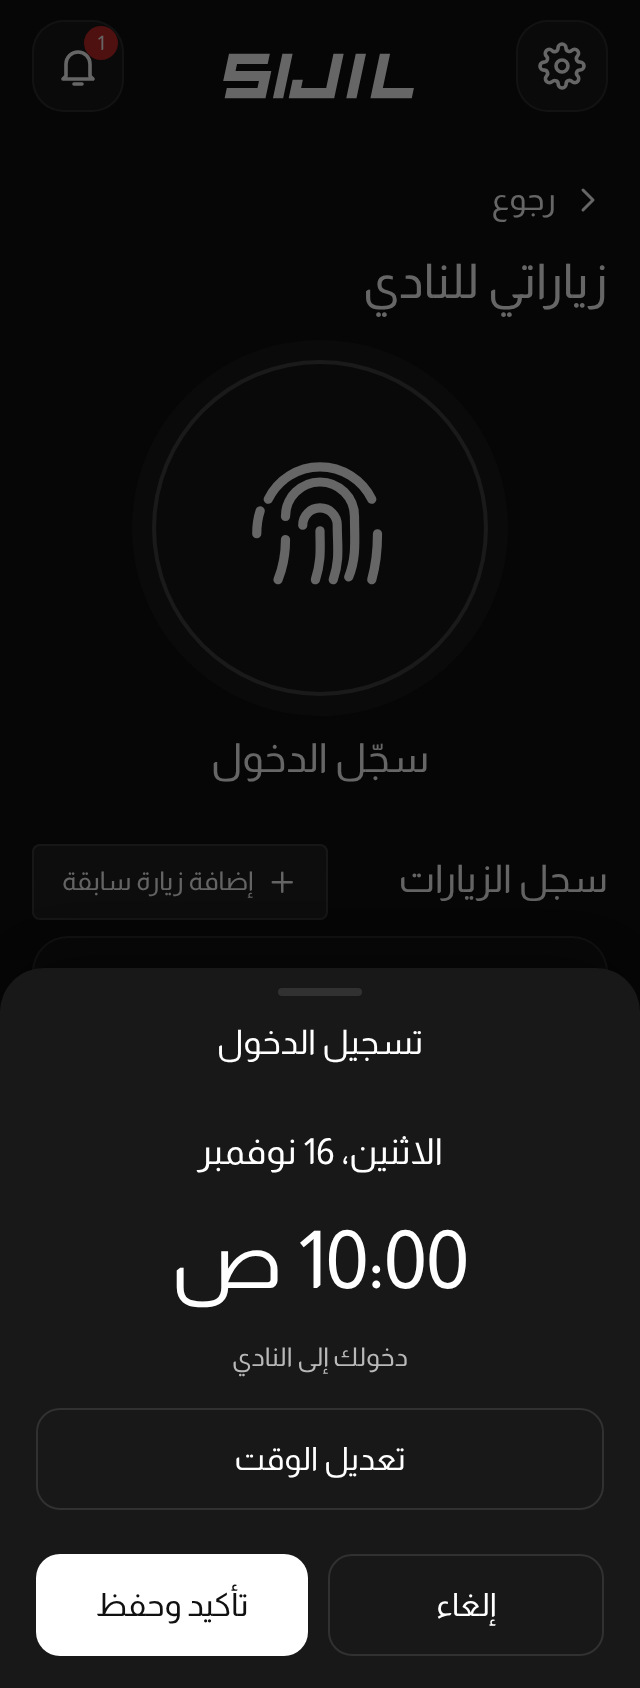 1
SIJIL
رجوع
زياراتي للنادي
سجّل الدخول
سجل الزيارات
+ إضافة زيارة سابقة
تسجيل الدخول
الاثنين، 16 نوفمبر
10:00 ص
دخولك إلى النادي
تعديل الوقت
إلغاء
تأكيد وحفظ